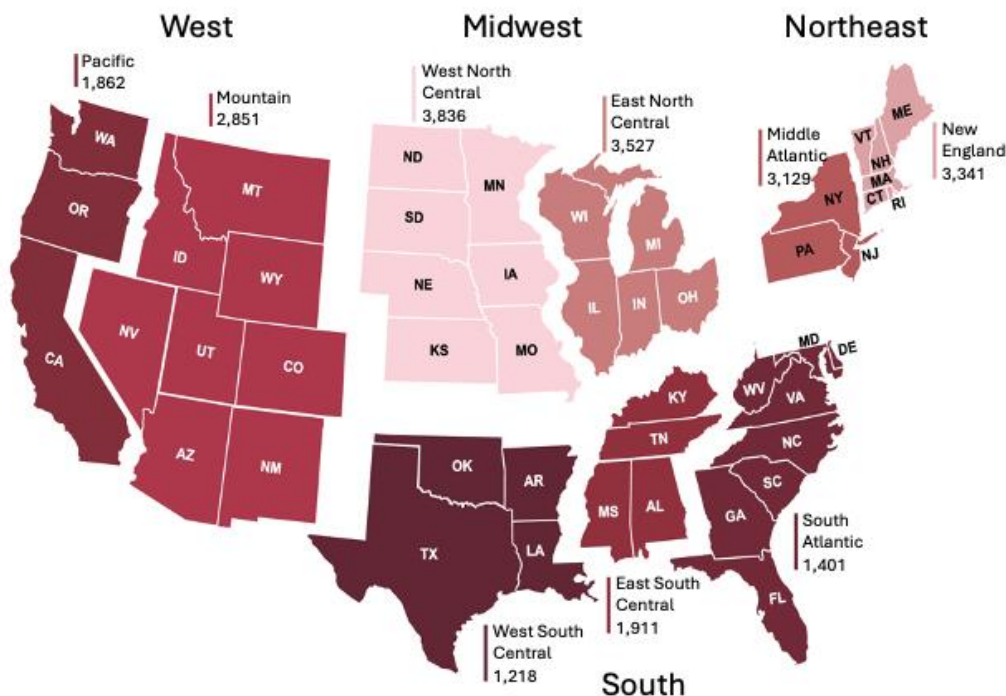 West
Midwest
Northeast
Pacific
1,862
Mountain
2,851
West North
Central
3,836
East North
Central
3,527
Middle
Atlantic
3,129
New
England
3,341
WA
OR
CA
MT
ID
WY
NV
UT
CO
AZ
NM
ND
SD
NE
KS
MN
IA
MO
WI
MI
IL
IN
OH
NY
PA
NJ
ME
VT
NH
MA
CT
RI
OK
AR
TX
LA
KY
TN
MS
AL
MD
DE
WV
VA
NC
SC
GA
FL
South
Atlantic
1,401
East South
Central
1,911
West South
Central
1,218
South